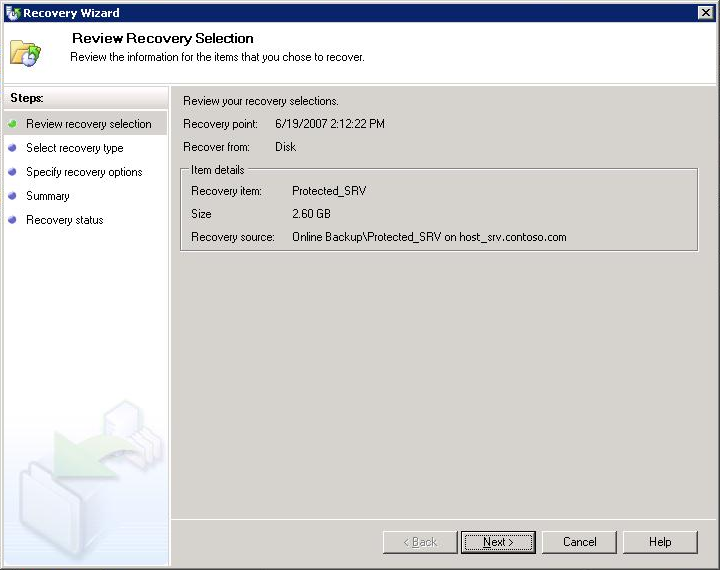 Recovery Wizard
Review Recovery Selection
Review the information for the items that you chose to recover.
Steps:
Review recovery selection
Select recovery type
Specify recovery options
Summary
Recovery status
Review your recovery selections.
Recovery point: 6/19/2007 2:12:22 PM
Recover from: Disk
Item details
Recovery item: Protected_SRV
Size 2.60 GB
Recovery source: Online Backup\Protected_SRV on host_srv.contoso.com
< Back Next > Cancel Help